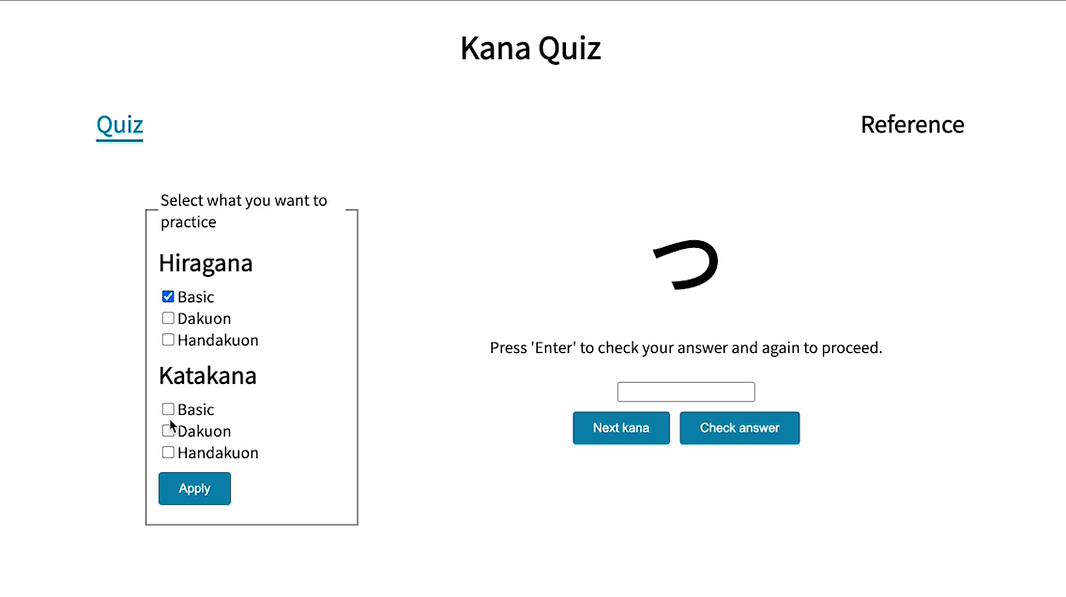 Kana Quiz
Quiz
Reference
Select what you want to
practice
Hiragana
Basic
Dakuon
Handakuon
Katakana
Basic
Dakuon
Handakuon
Apply
つ
Press 'Enter' to check your answer and again to proceed.
Next kana
Check answer